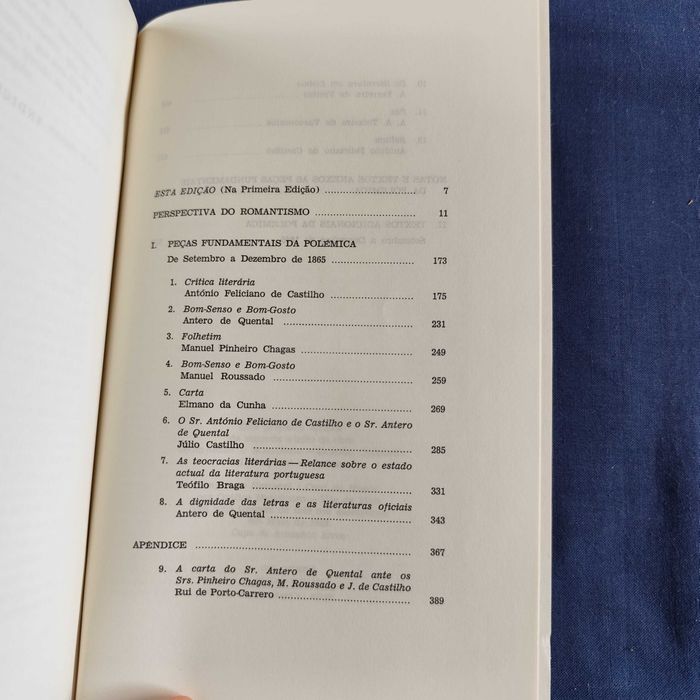 ESTA EDIÇÃO (Na Primeira Edição) 7
PERSPECTIVA DO ROMANTISMO 11
I. PEÇAS FUNDAMENTAIS DA POLÉMICA
De Setembro a Dezembro de 1865 173
1. Crítica literária
António Feliciano de Castilho 175
2. Bom-Senso e Bom-Gosto
Antero de Quental 231
3. Folhetim
Manuel Pinheiro Chagas 249
4. Bom-Senso e Bom-Gosto
Manuel Roussado 259
5. Carta
Elmano da Cunha 269
6. O Sr. António Feliciano de Castilho e o Sr. Antero
de Quental
Júlio Castilho 285
7. As teocracias literárias — Relance sobre o estado
actual da literatura portuguesa
Teófilo Braga 331
8. A dignidade das letras e as literaturas oficiais
Antero de Quental 343
APÊNDICE 367
9. A carta do Sr. Antero de Quental ante os
Srs. Pinheiro Chagas, M. Roussado e J. de Castilho
Rui de Porto-Carrero 389